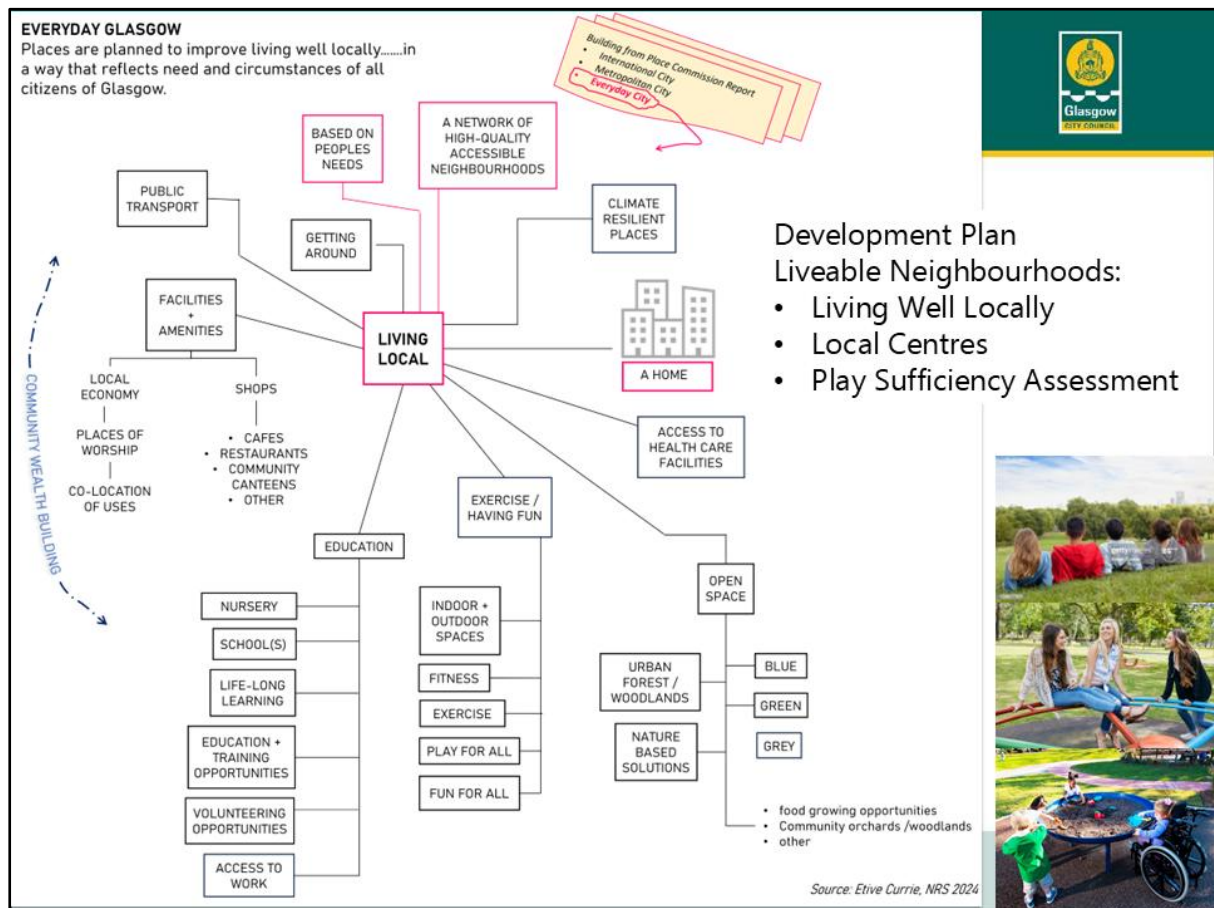 EVERYDAY GLASGOW
Places are planned to improve living well locally.......in
a way that reflects need and circumstances of all
citizens of Glasgow.
Building from Place Commission Report
• International City
• Metropolitan City
• Everyday City
Glasgow
CITY COUNCIL
BASED ON
PEOPLES
NEEDS
A NETWORK OF
HIGH-QUALITY
ACCESSIBLE
NEIGHBOURHOODS
PUBLIC
TRANSPORT
GETTING
AROUND
CLIMATE
RESILIENT
PLACES
FACILITIES
+
AMENITIES
LIVING
LOCAL
A HOME
LOCAL
ECONOMY
PLACES OF
WORSHIP
CO-LOCATION
OF USES
SHOPS
• CAFES
• RESTAURANTS
• COMMUNITY
CANTEENS
• OTHER
COMMUNITY WEALTH BUILDING
ACCESS TO
HEALTH CARE
FACILITIES
EXERCISE /
HAVING FUN
EDUCATION
NURSERY
SCHOOL(S)
LIFE-LONG
LEARNING
EDUCATION +
TRAINING
OPPORTUNITIES
VOLUNTEERING
OPPORTUNITIES
ACCESS TO
WORK
INDOOR +
OUTDOOR
SPACES
FITNESS
EXERCISE
PLAY FOR ALL
FUN FOR ALL
OPEN
SPACE
URBAN
FOREST /
WOODLANDS
NATURE
BASED
SOLUTIONS
BLUE
GREEN
GREY
• food growing opportunities
• Community orchards /woodlands
• other
Source: Etive Currie, NRS 2024
Development Plan
Liveable Neighbourhoods:
• Living Well Locally
• Local Centres
• Play Sufficiency Assessment